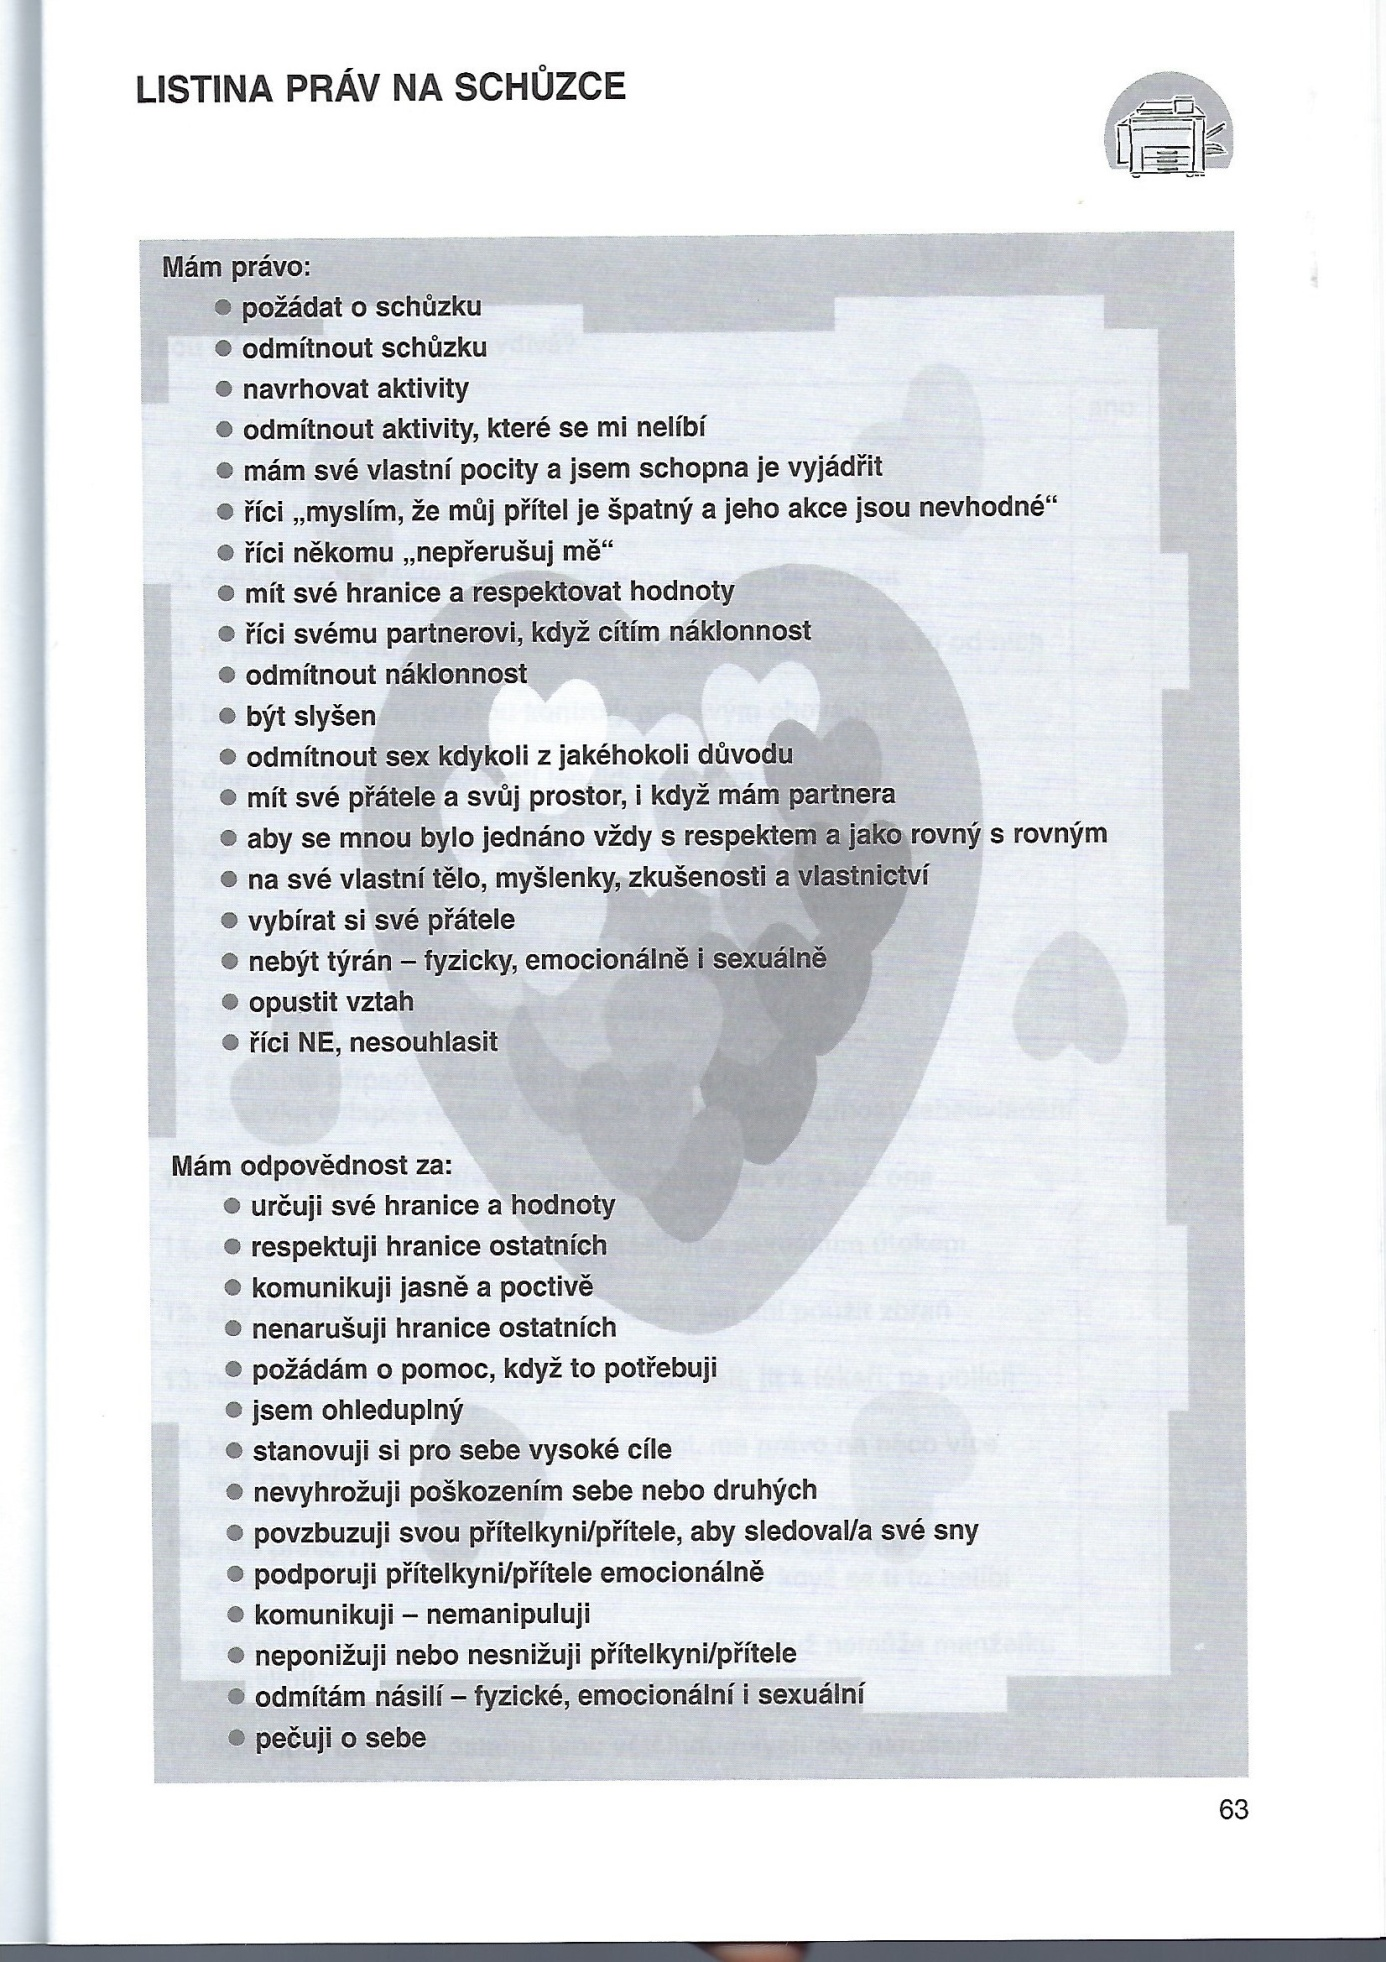 LISTINA PRÁV NA SCHŮZCE
Mám právo:
● požádat o schůzku
● odmítnout schůzku
● navrhovat aktivity
● odmítnout aktivity, které se mi nelíbí
● mám své vlastní pocity a jsem schopna je vyjádřit
● říci „myslím, že můj přítel je špatný a jeho akce jsou nevhodné“
● říci někomu „nepřerušuj mě“
● mít své hranice a respektovat hodnoty
● říci svému partnerovi, když cítím náklonnost
● odmítnout náklonnost
● být slyšen
● odmítnout sex kdykoli z jakéhokoli důvodu
● mít své přátele a svůj prostor, i když mám partnera
● aby se mnou bylo jednáno vždy s respektem a jako rovný s rovným
● na své vlastní tělo, myšlenky, zkušenosti a vlastnictví
● vybírat si své přátele
● nebýt týrán – fyzicky, emocionálně i sexuálně
● opustit vztah
● říci NE, nesouhlasit
Mám odpovědnost za:
● určuji své hranice a hodnoty
● respektuji hranice ostatních
● komunikuji jasně a poctivě
● nenarušuji hranice ostatních
● požádám o pomoc, když to potřebuji
● jsem ohleduplný
● stanovuji si pro sebe vysoké cíle
● nevyhrožuji poškozením sebe nebo druhých
● povzbuzuji svou přítelkyni/přítele, aby sledoval/a své sny
● podporuji přítelkyni/přítele emocionálně
● komunikuji – nemanipuluji
● neponižuji nebo nesnižuji přítelkyni/přítele
● odmítám násilí – fyzické, emocionální i sexuální
● pečuji o sebe
63